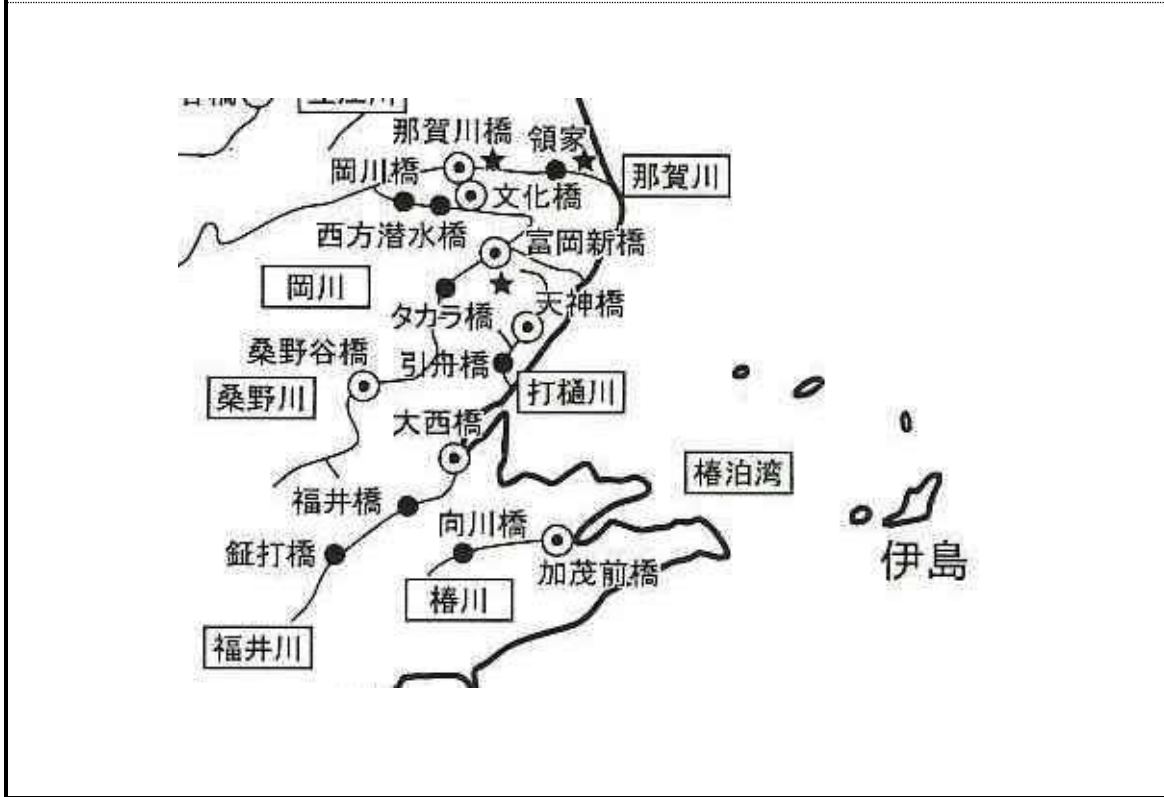 那賀川橋
領家
岡川橋
那賀川
文化橋
西方潜水橋
富岡新橋
岡川
天神橋
タカラ橋
桑野谷橋
引舟橋
桑野川
打樋川
大西橋
椿泊湾
福井橋
向川橋
鉦打橋
伊島
加茂前橋
椿川
福井川